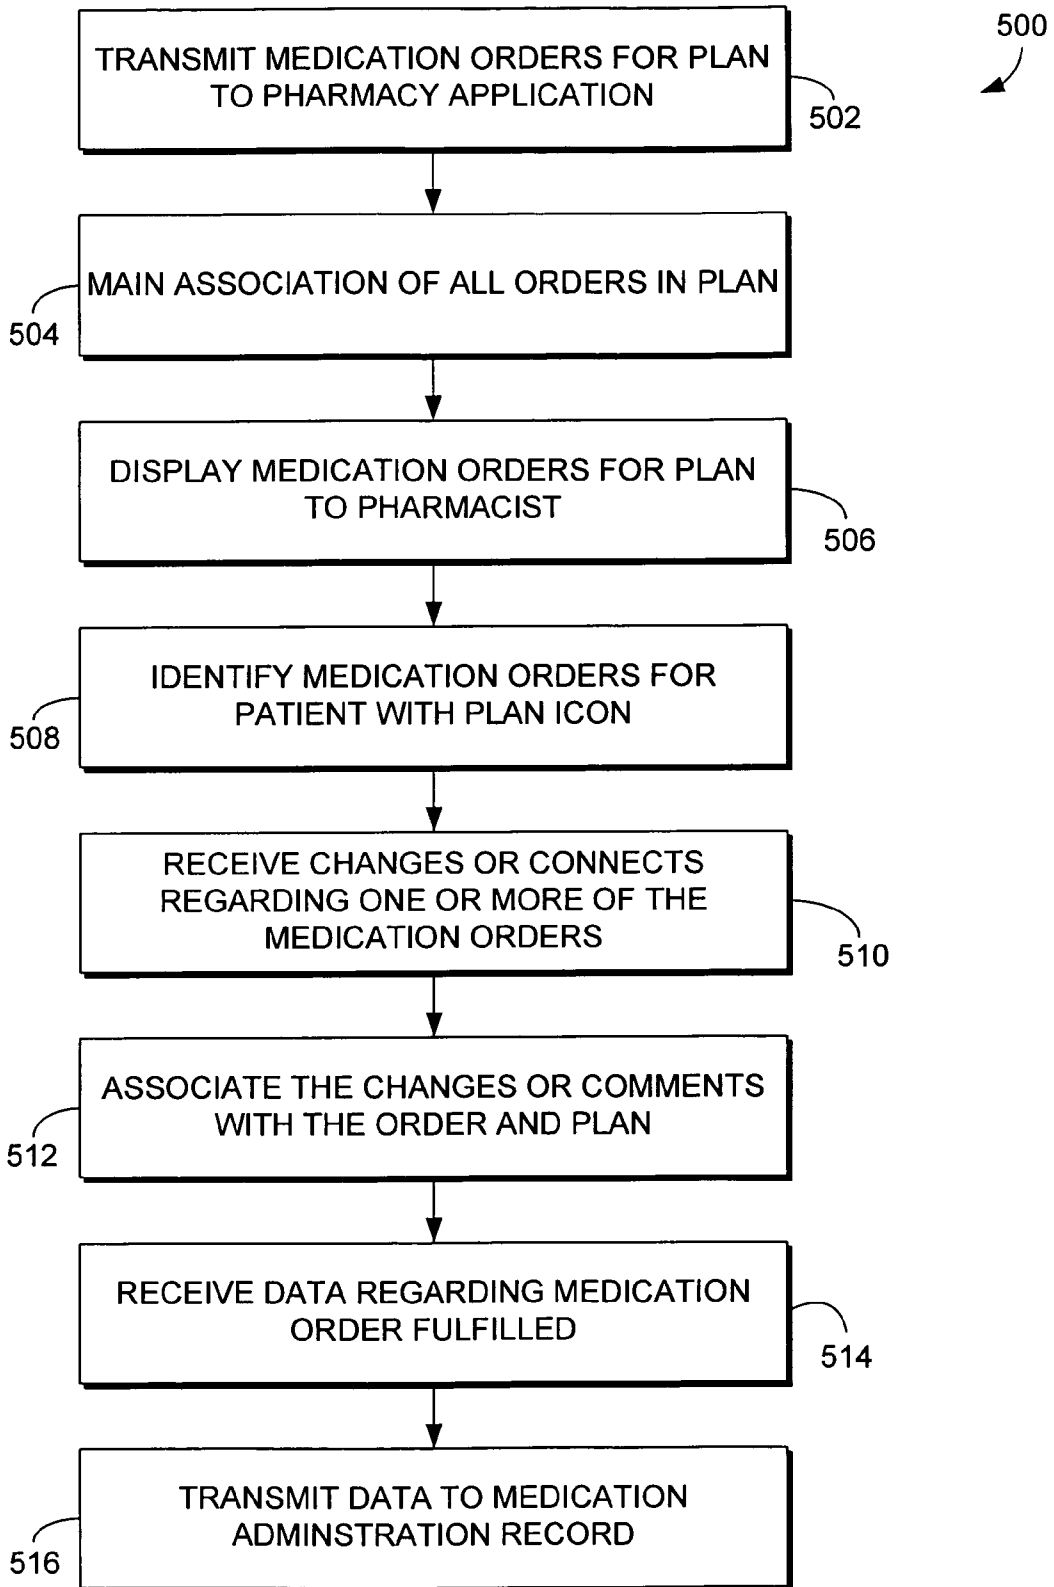 500
TRANSMIT MEDICATION ORDERS FOR PLAN
TO PHARMACY APPLICATION
502
MAIN ASSOCIATION OF ALL ORDERS IN PLAN
504
DISPLAY MEDICATION ORDERS FOR PLAN
TO PHARMACIST
506
IDENTIFY MEDICATION ORDERS FOR
PATIENT WITH PLAN ICON
508
RECEIVE CHANGES OR CONNECTS
REGARDING ONE OR MORE OF THE
MEDICATION ORDERS
510
ASSOCIATE THE CHANGES OR COMMENTS
WITH THE ORDER AND PLAN
512
RECEIVE DATA REGARDING MEDICATION
ORDER FULFILLED
514
TRANSMIT DATA TO MEDICATION
ADMINSTRATION RECORD
516